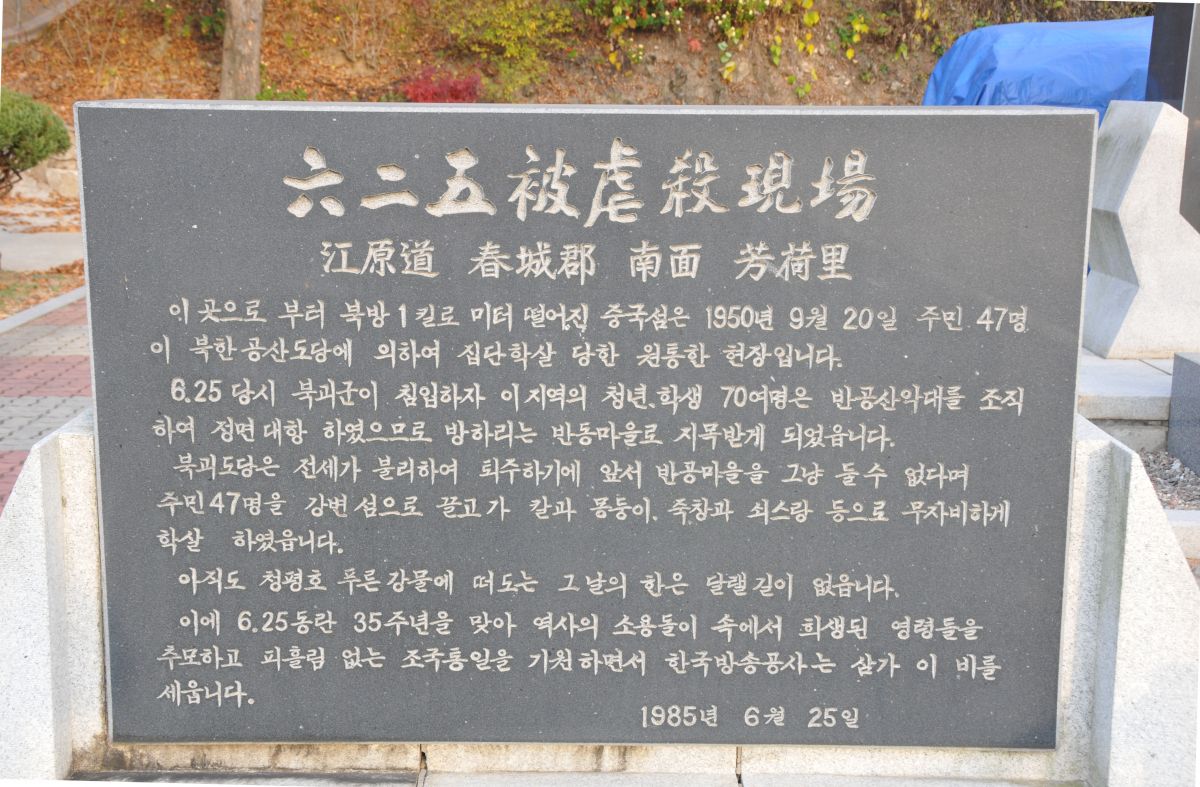 六二五被虐殺現場
江原道 春城郡 南面 芳荷里
이 곳으로 부터 북방 1킬로 미터 떨어진 중국섬은 1950년 9월 20일 주민 47명
이 북한공산도당에 의하여 집단학살 당한 원통한 현장입니다.
6.25 당시 북괴군이 침입하자 이지역의 청년.학생 70여명은 반공산악대를 조직
하여 정면대항 하였으므로 방하리는 반동마을로 지목받게 되었읍니다.
북괴도당은 전세가 불리하여 퇴주하기에 앞서 반공마을을 그냥 둘수 없다며
주민47명을 강변섬으로 끌고가 칼과 몽둥이. 죽창과 쇠스랑 등으로 무자비하게
학살 하였읍니다.
아직도 청평호 푸른강물에 떠도는 그날의 한은 달랠길이 없읍니다.
이에 6.25동란 35주년을 맞아 역사의 소용돌이 속에서 희생된 영령들을
추모하고 피흘림 없는 조국통일을 기원하면서 한국방송공사는 삼가 이 비를
세웁니다.
1985년 6월 25일